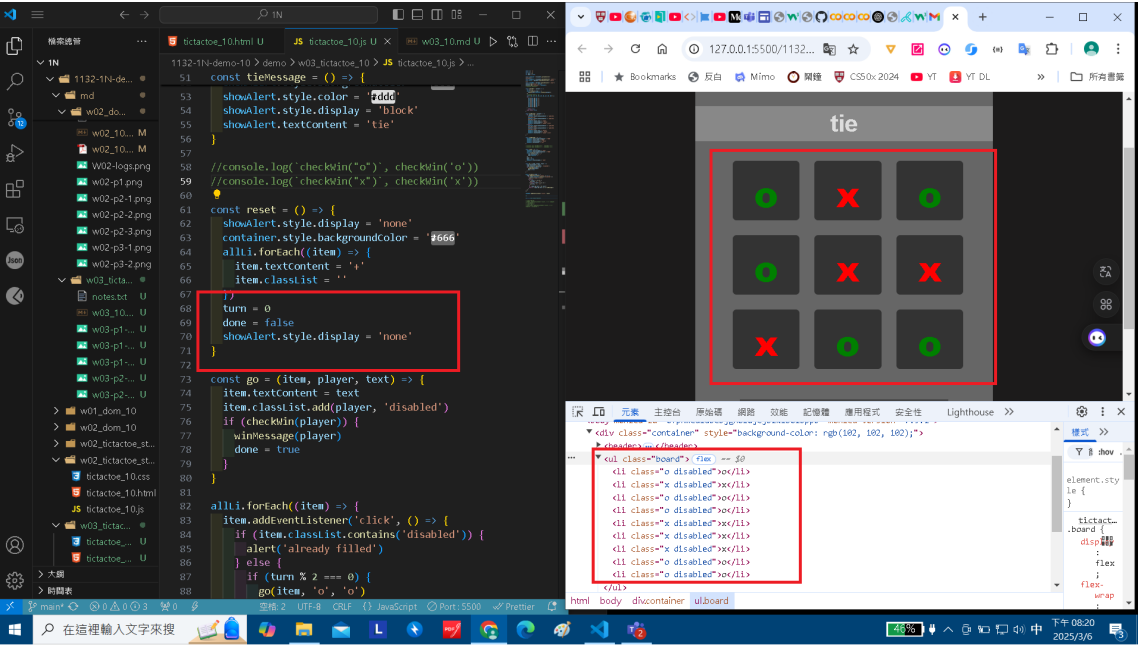 1N
檔案總管
1N
1132-1N-de...
md
w02_do...
w02_10.... M
w02_10.... M
W02-logs.png
w02-p1.png
w02-p2-1.png
w02-p2-2.png
w02-p2-3.png
w02-p3-1.png
w02-p3-2.png
w03_ticta...
notes.txt U
w03_10.... U
w03-p1-... U
w03-p1-... U
w03-p1-... U
w03-p2-... U
w03-p2-... U
w01_dom_10
w02_dom_10
w02_tictactoe_st...
w02_tictactoe_st...
tictactoe_10.css
tictactoe_10.html
JS tictactoe_10.js
w03_tictac...
tictactoe_... U
tictactoe_... U
大綱
時間表
tictactoe_10.html U
JS tictactoe_10.js U
w03_10.md U
1132-1N-demo-10 > demo > w03_tictactoe_10 > JS tictactoe_10.js > ...
51 const tieMessage = () => {
53 showAlert.style.color = '#ddd'
54 showAlert.style.display = 'block'
55 showAlert.textContent = 'tie'
56 }
57
58 //console.log(`checkWin("o")`, checkWin('o'))
59 //console.log(`checkWin("x")`, checkWin('x'))
60
61 const reset = () => {
62 showAlert.style.display = 'none'
63 container.style.backgroundColor = '#666'
64 allLi.forEach((item) => {
65 item.textContent = '+'
66 item.classList = ''
67 })
68 turn = 0
69 done = false
70 showAlert.style.display = 'none'
71 }
72
73 const go = (item, player, text) => {
74 item.textContent = text
75 item.classList.add(player, 'disabled')
76 if (checkWin(player)) {
77 winMessage(player)
78 done = true
79 }
80 }
81
82 allLi.forEach((item) => {
83 item.addEventListener('click', () => {
84 if (item.classList.contains('disabled')) {
85 alert('already filled')
86 } else {
87 if (turn % 2 === 0) {
88 go(item, 'o', 'o')
main* 0 0 3 0 空格: 2 UTF-8 CRLF {} JavaScript Port : 5500 Prettier
127.0.0.1:5500/1132...
Bookmarks 反白 Mimo 鬧鐘 CS50:x 2024 YT YT DL 所有書籤
tie
o x o
o x x
x o o
元素 主控台 原始碼 網路 效能 記憶體 應用程式 安全性 Lighthouse
<div class="container" style="background-color: rgb(102, 102, 102);">
<header>…</header>
<ul class="board"> flex == $0
<li class="o disabled">o</li>
<li class="x disabled">x</li>
<li class="o disabled">o</li>
<li class="o disabled">o</li>
<li class="x disabled">x</li>
<li class="x disabled">x</li>
<li class="x disabled">x</li>
<li class="o disabled">o</li>
<li class="o disabled">o</li>
</ul>
html body div.container ul.board
樣式
:hov
element.sty
le {
}
tictact…
.board {
:
flex
;
flex-
wrap
:
在這裡輸入文字來搜
46%
中
下午 08:20
2025/3/6